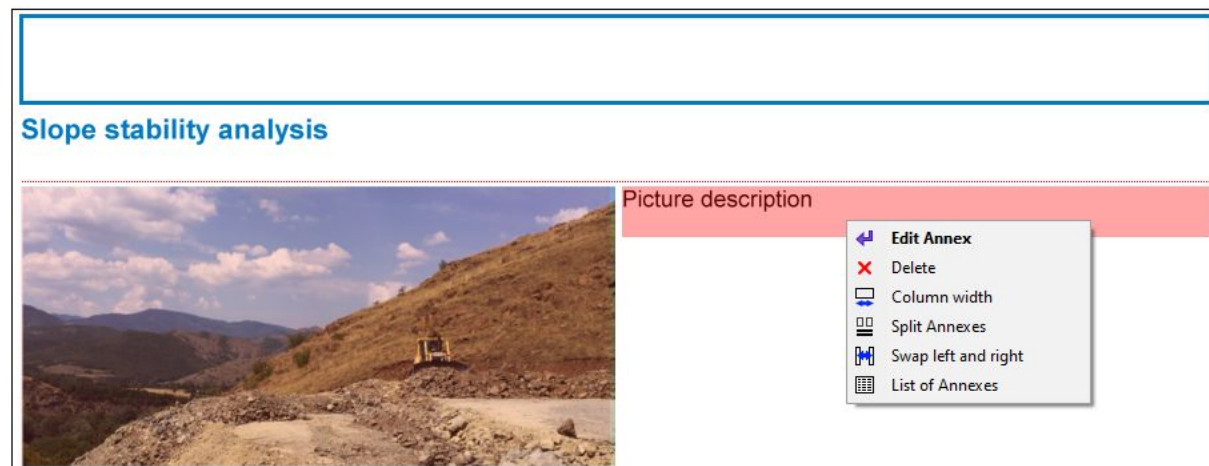 Slope stability analysis
Picture description
Edit Annex
Delete
Column width
Split Annexes
Swap left and right
List of Annexes